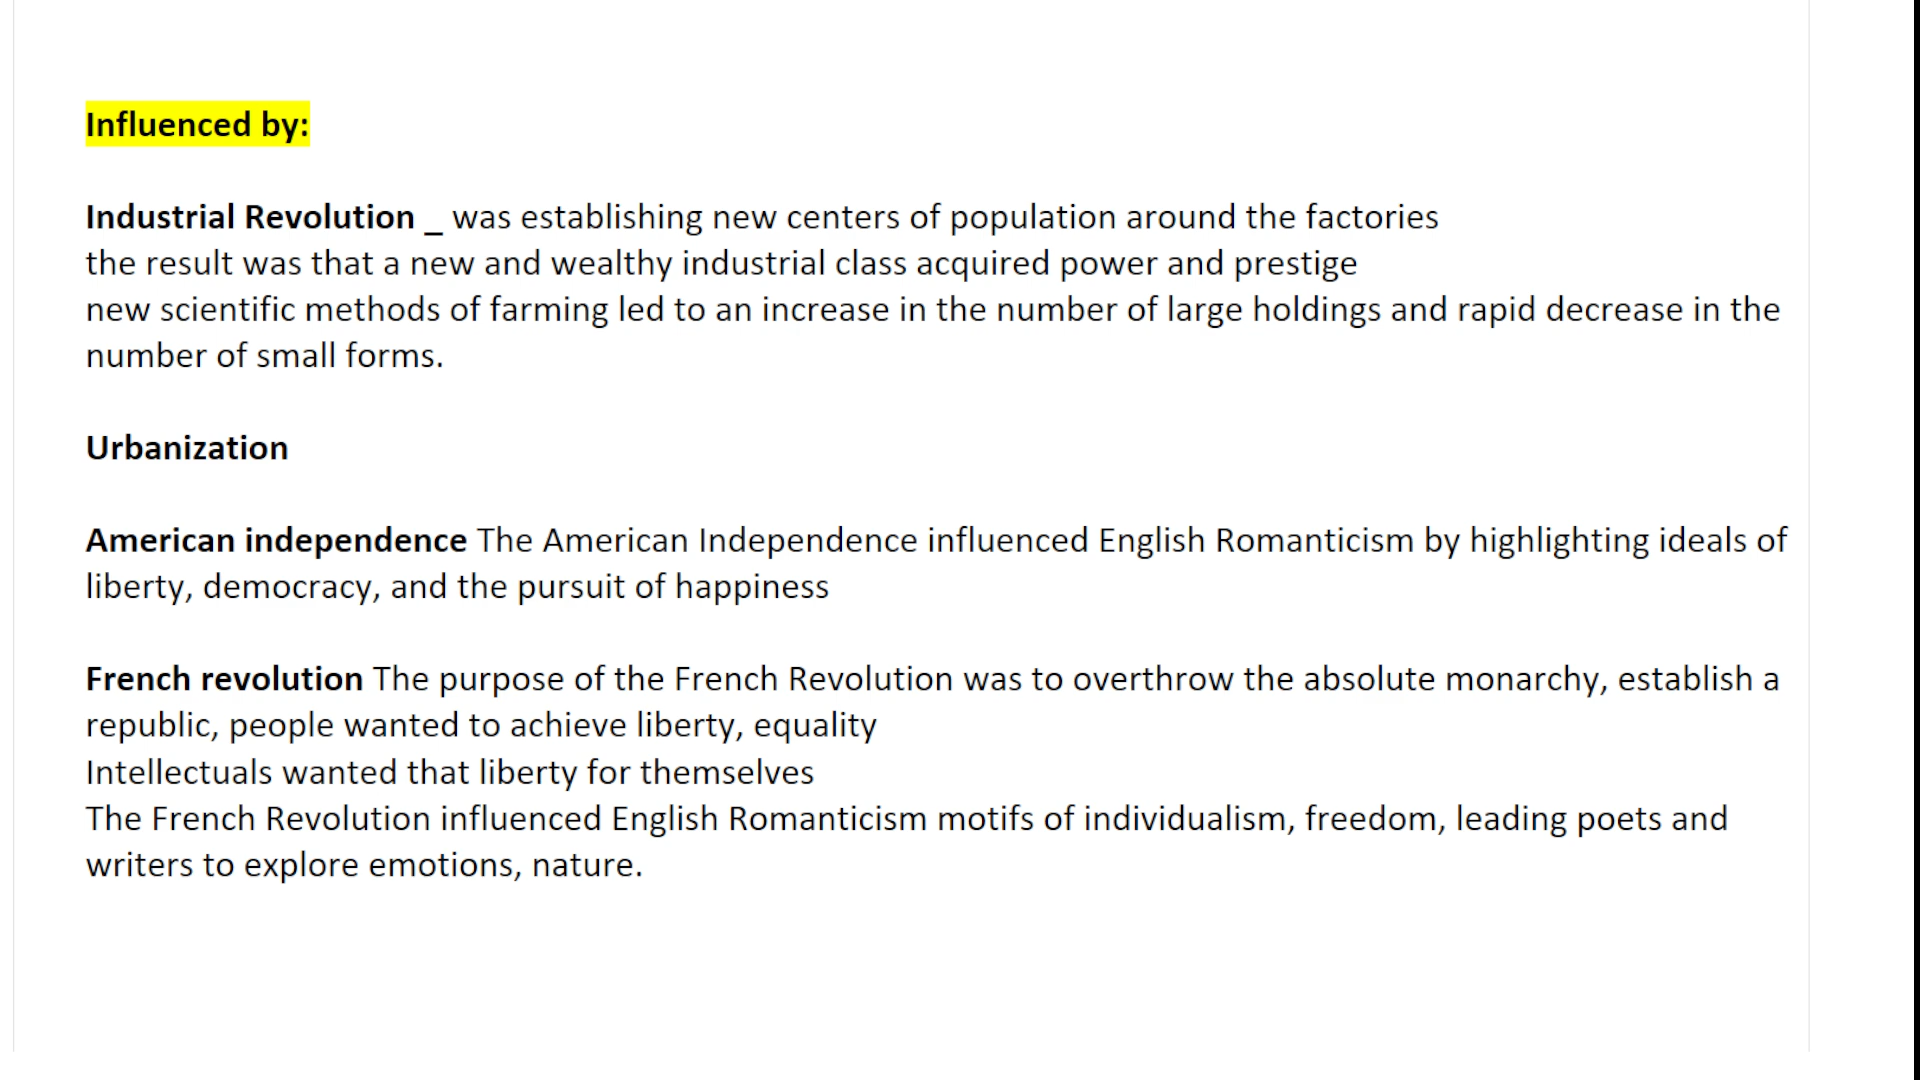 Influenced by:
Industrial Revolution _ was establishing new centers of population around the factories
the result was that a new and wealthy industrial class acquired power and prestige
new scientific methods of farming led to an increase in the number of large holdings and rapid decrease in the
number of small forms.
Urbanization
American independence The American Independence influenced English Romanticism by highlighting ideals of
liberty, democracy, and the pursuit of happiness
French revolution The purpose of the French Revolution was to overthrow the absolute monarchy, establish a
republic, people wanted to achieve liberty, equality
Intellectuals wanted that liberty for themselves
The French Revolution influenced English Romanticism motifs of individualism, freedom, leading poets and
writers to explore emotions, nature.